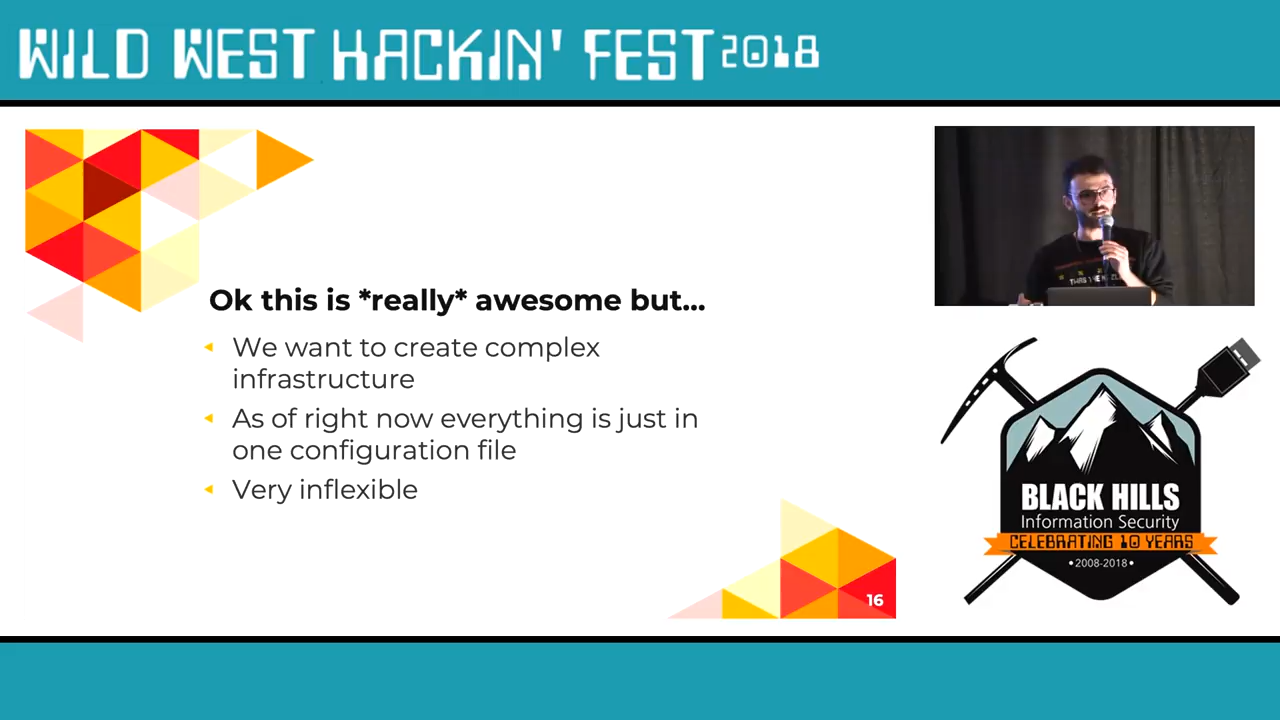 WILD WEST HACKIN' FEST 2018
Ok this is *really* awesome but...
We want to create complex
infrastructure
As of right now everything is just in
one configuration file
Very inflexible
16
BLACK HILLS
Information Security
CELEBRATING 10 YEARS
•2008-2018•